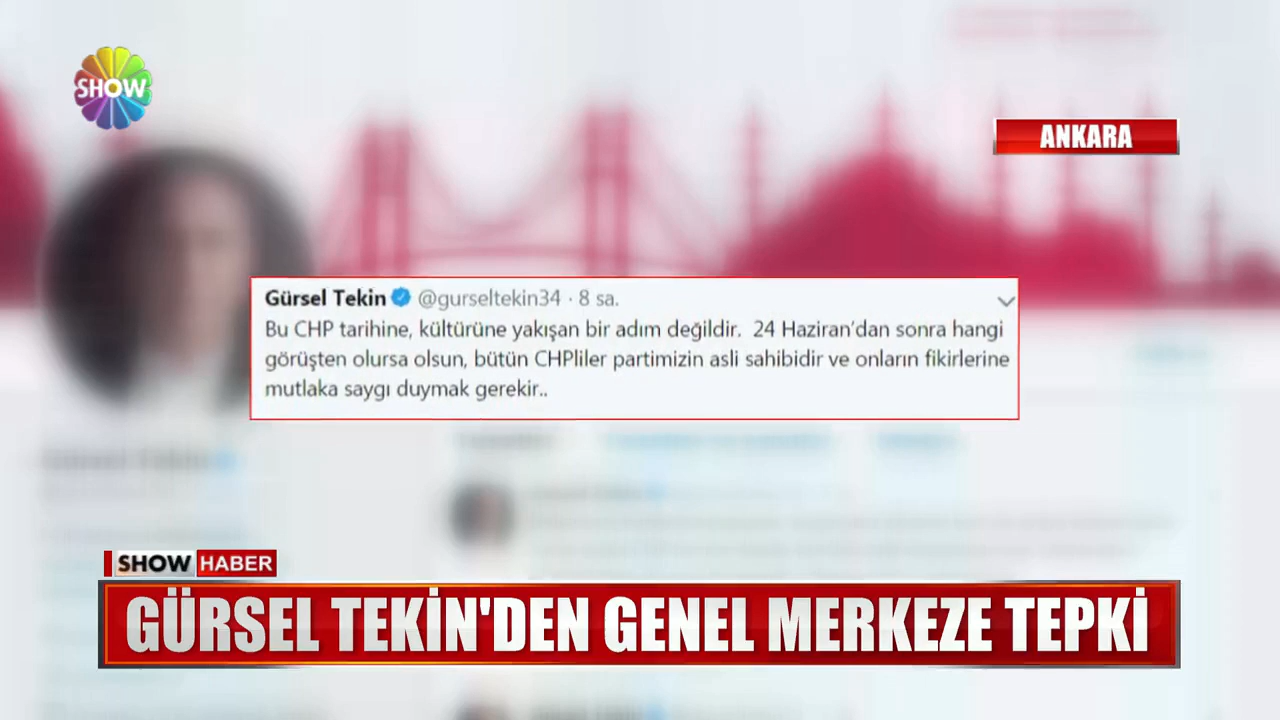 SHOW
ANKARA
Gürsel Tekin @gurseltekin34 · 8 sa.
Bu CHP tarihine, kültürüne yakışan bir adım değildir.  24 Haziran’dan sonra hangi
görüşten olursa olsun, bütün CHPliler partimizin asli sahibidir ve onların fikirlerine
mutlaka saygı duymak gerekir..
SHOW HABER
GÜRSEL TEKİN'DEN GENEL MERKEZE TEPKİ